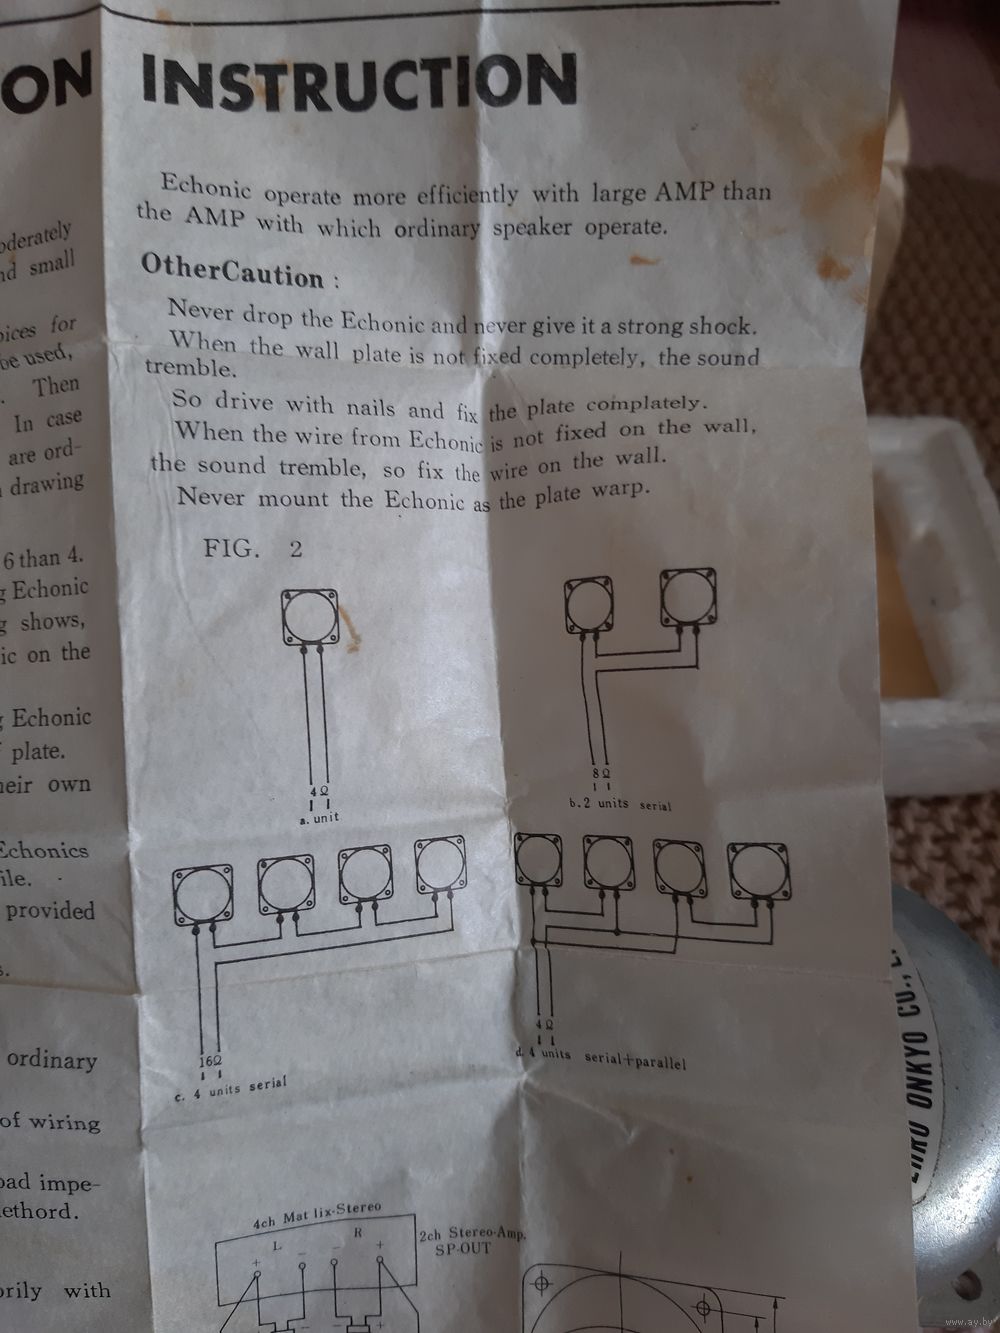 ON INSTRUCTION
oderately
nd small
oices for
be used,
Then
In case
are ord-
drawing
6 than 4.
g Echonic
g shows,
ic on the
g Echonic
plate.
heir own
Echonics
ile.
provided
s.
ordinary
of wiring
oad impe-
ethord.
orily with
Echonic operate more efficiently with large AMP than
the AMP with which ordinary speaker operate.
OtherCaution :
Never drop the Echonic and never give it a strong shock.
When the wall plate is not fixed completely, the sound
tremble.
So drive with nails and fix the plate complately.
When the wire from Echonic is not fixed on the wall,
the sound tremble, so fix the wire on the wall.
Never mount the Echonic as the plate warp.
FIG. 2
4Ω
a. unit
8Ω
b.2 units serial
16Ω
c. 4 units serial
4Ω
d. 4 units serial+parallel
4ch Mat lix-Stereo
L R
+ - - +
2ch Stereo-Amp.
SP-OUT
- - +
ONKYO CO.,
www.ay.by